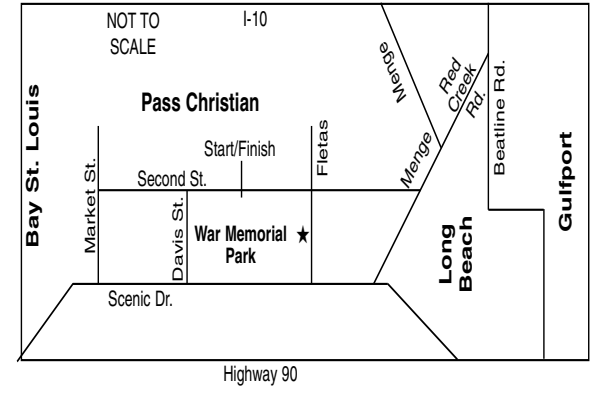 NOT TO
SCALE
I-10
Menge
Red
Creek
Rd.
Beatline Rd.
Bay St. Louis
Pass Christian
Gulfport
Fletas
Start/Finish
Menge
Market St.
Second St.
Davis St.
War Memorial
Park
Long
Beach
Scenic Dr.
Highway 90